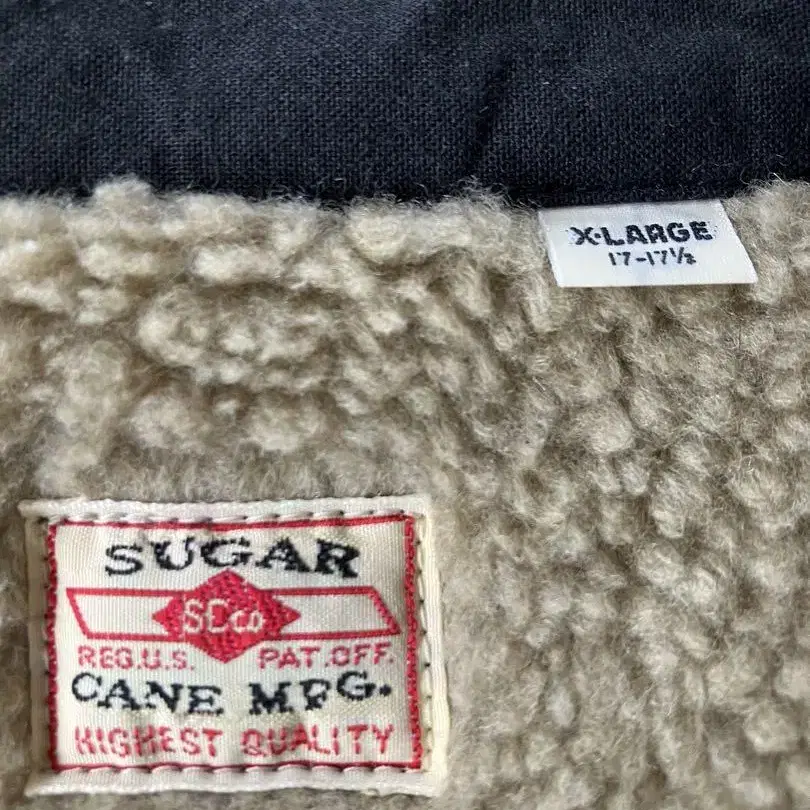 X-LARGE
17-17½
SUGAR
SCco
REG.U.S. PAT.OFF.
CANE MFG.
HIGHEST QUALITY